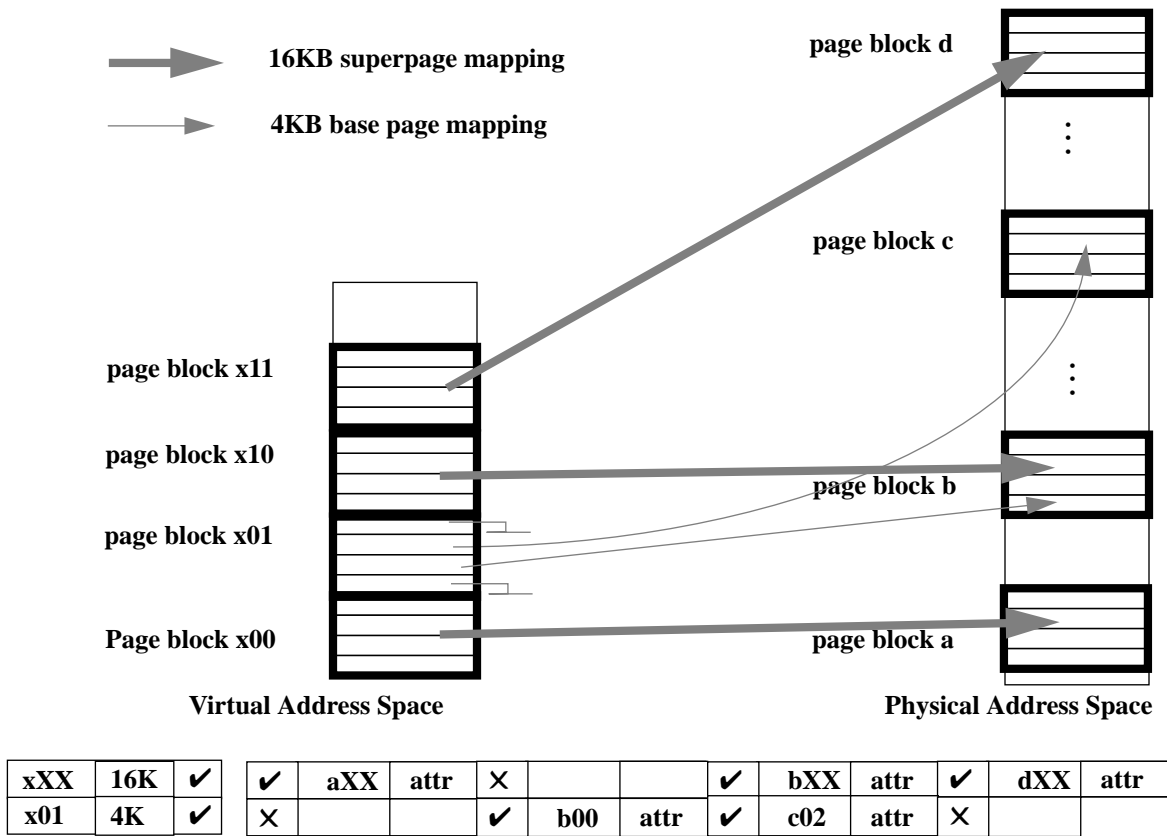 page block d
16KB superpage mapping
4KB base page mapping
page block c
page block x11
page block x10
page block b
page block x01
Page block x00
page block a
Virtual Address Space
Physical Address Space
xXX 16K ✔ ✔ aXX attr ✕ ✔ bXX attr ✔ dXX attr
x01 4K ✔ ✕ ✔ b00 attr ✔ c02 attr ✕